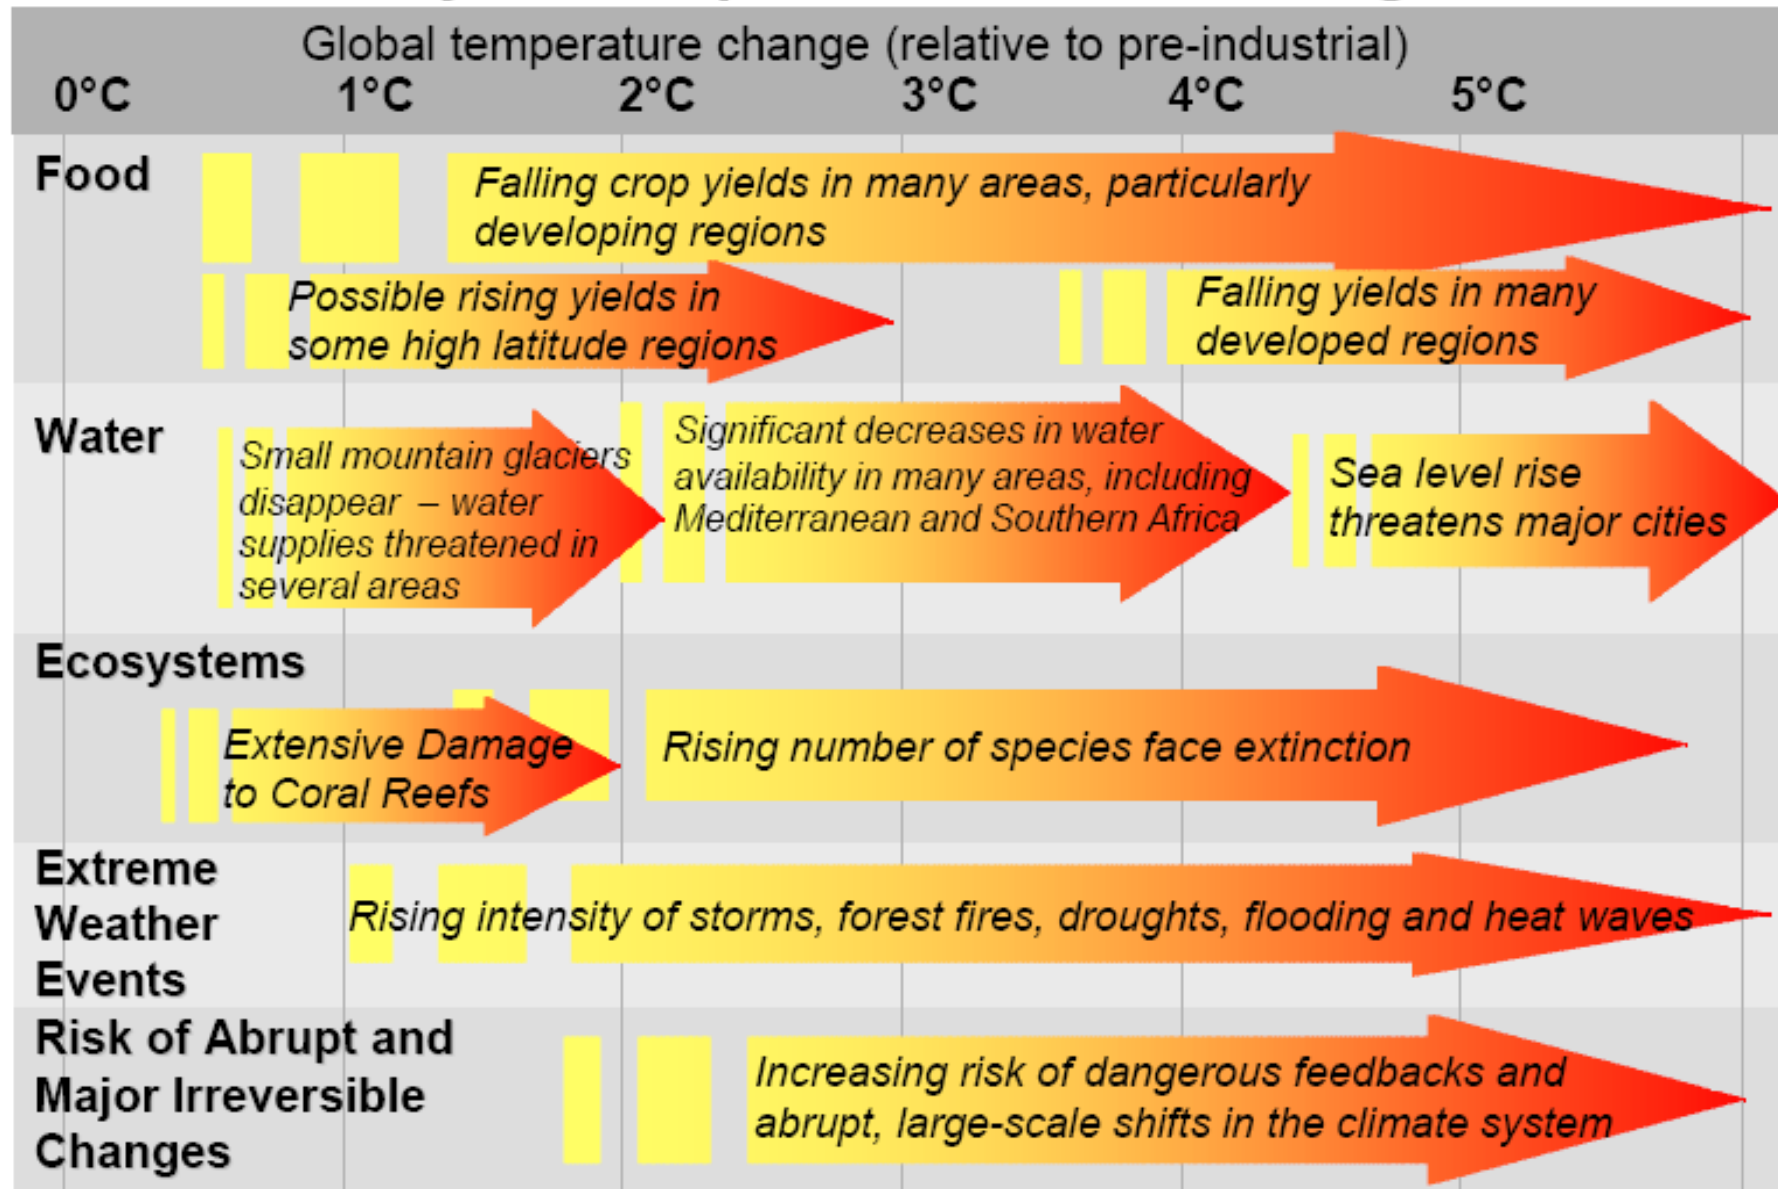 Global temperature change (relative to pre-industrial)
0°C 1°C 2°C 3°C 4°C 5°C
Food
Falling crop yields in many areas, particularly
developing regions
Possible rising yields in
some high latitude regions
Falling yields in many
developed regions
Water
Small mountain glaciers
disappear – water
supplies threatened in
several areas
Significant decreases in water
availability in many areas, including
Mediterranean and Southern Africa
Sea level rise
threatens major cities
Ecosystems
Extensive Damage
to Coral Reefs
Rising number of species face extinction
Extreme
Weather
Events
Rising intensity of storms, forest fires, droughts, flooding and heat waves
Risk of Abrupt and
Major Irreversible
Changes
Increasing risk of dangerous feedbacks and
abrupt, large-scale shifts in the climate system